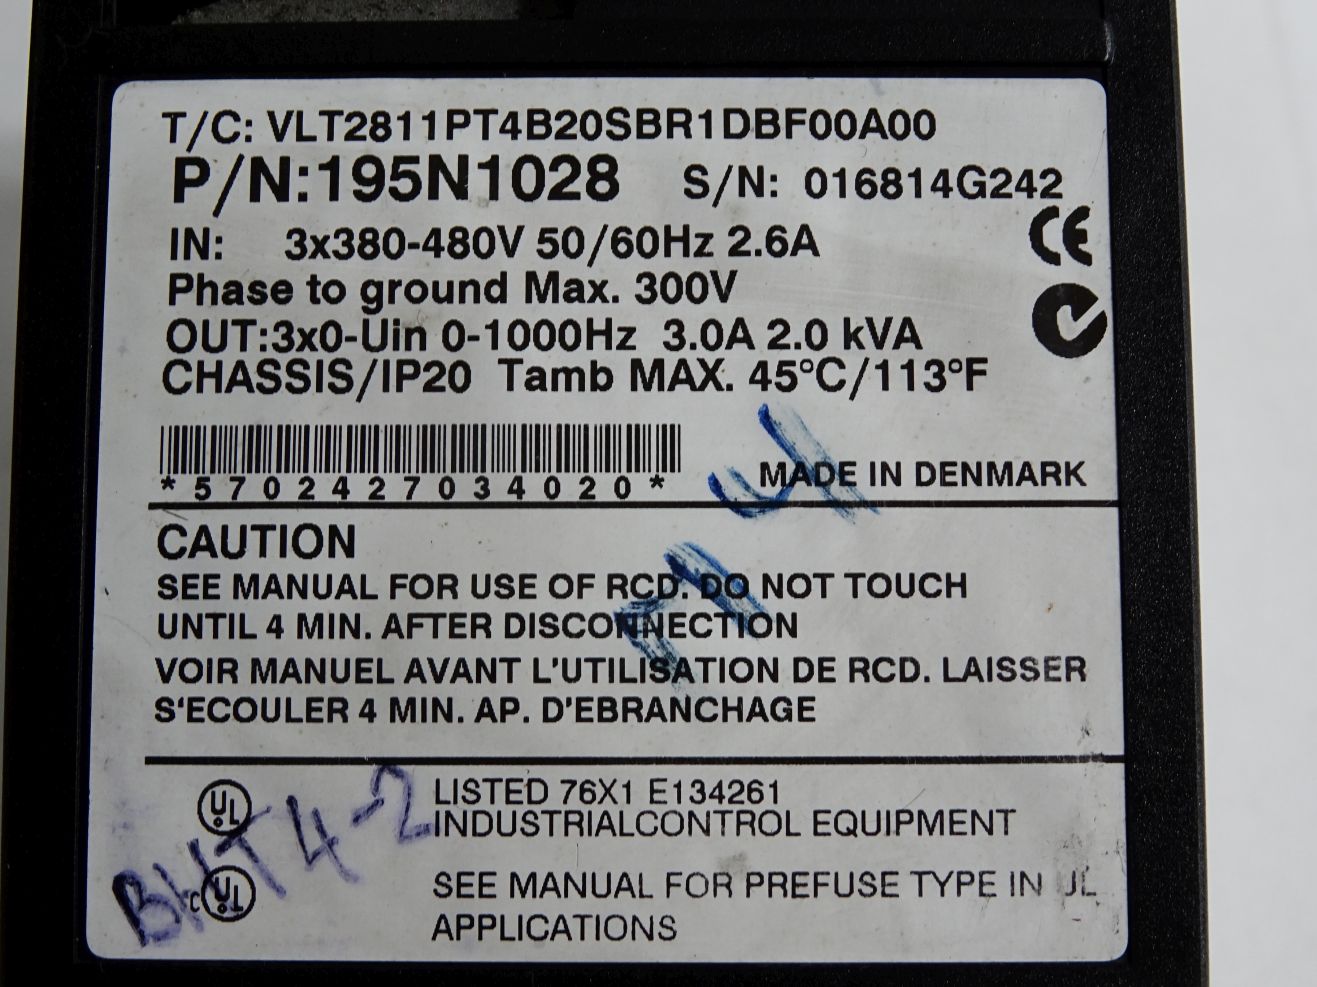 T/C: VLT2811PT4B20SBR1DBF00A00
P/N:195N1028 S/N: 016814G242
IN: 3x380-480V 50/60Hz 2.6A
CE
Phase to ground Max. 300V
OUT:3x0-Uin 0-1000Hz 3.0A 2.0 kVA
CHASSIS/IP20 Tamb MAX. 45°C/113°F
*5702427034020*
MADE IN DENMARK
CAUTION
SEE MANUAL FOR USE OF RCD. DO NOT TOUCH
UNTIL 4 MIN. AFTER DISCONNECTION
VOIR MANUEL AVANT L'UTILISATION DE RCD. LAISSER
S'ECOULER 4 MIN. AP. D'EBRANCHAGE
UL LISTED 76X1 E134261
INDUSTRIALCONTROL EQUIPMENT
c UL SEE MANUAL FOR PREFUSE TYPE IN UL
APPLICATIONS